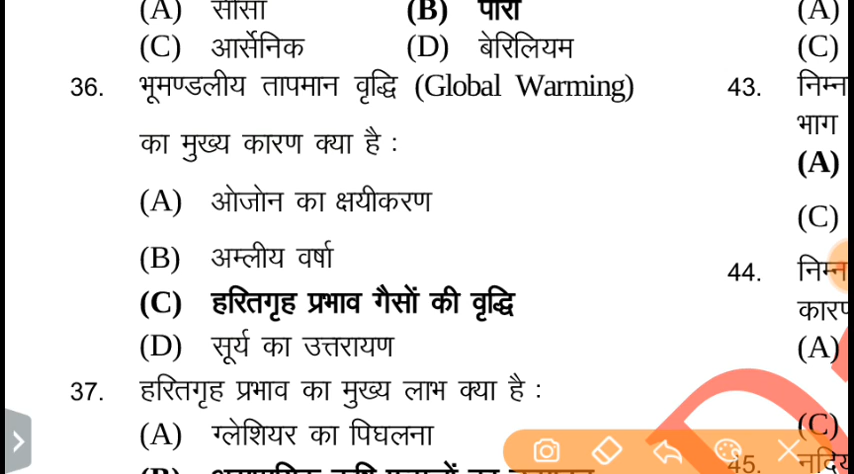 (A) सीसा (B) पारा
(C) आर्सेनिक (D) बेरिलियम
36. भूमण्डलीय तापमान वृद्धि (Global Warming)
का मुख्य कारण क्या है :
(A) ओजोन का क्षयीकरण
(B) अम्लीय वर्षा
(C) हरितगृह प्रभाव गैसों की वृद्धि
(D) सूर्य का उत्तरायण
37. हरितगृह प्रभाव का मुख्य लाभ क्या है :
(A) ग्लेशियर का पिघलना
(A)
(C)
43. निम्न
भाग
(A)
(C)
44. निम्न
(A)
(C)
45.